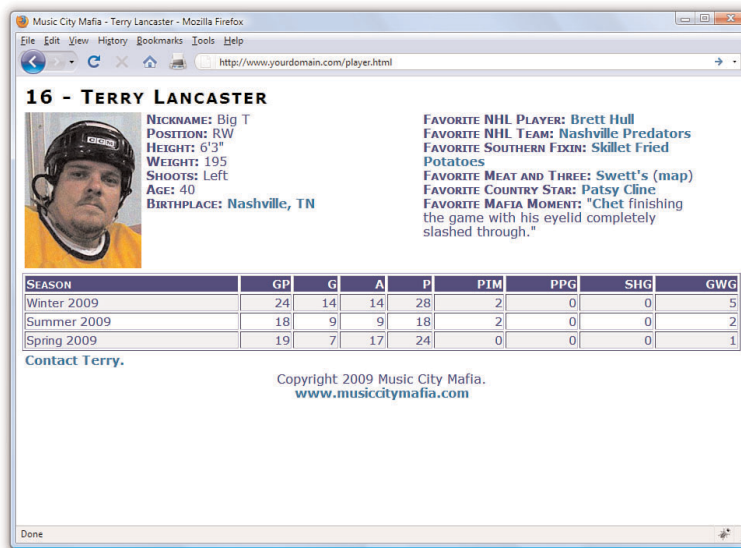 Music City Mafia - Terry Lancaster - Mozilla Firefox
File Edit View History Bookmarks Tools Help
http://www.yourdomain.com/player.html
16 - Terry Lancaster
CCM
Nickname: Big T
Position: RW
Height: 6'3"
Weight: 195
Shoots: Left
Age: 40
Birthplace: Nashville, TN
Favorite NHL Player: Brett Hull
Favorite NHL Team: Nashville Predators
Favorite Southern Fixin: Skillet Fried
Potatoes
Favorite Meat and Three: Swett's (map)
Favorite Country Star: Patsy Cline
Favorite Mafia Moment: "Chet finishing
the game with his eyelid completely
slashed through."
Season GP G A P PIM PPG SHG GWG
Winter 2009 24 14 14 28 2 0 0 5
Summer 2009 18 9 9 18 2 0 0 2
Spring 2009 19 7 17 24 0 0 0 1
Contact Terry.
Copyright 2009 Music City Mafia.
www.musiccitymafia.com
Done